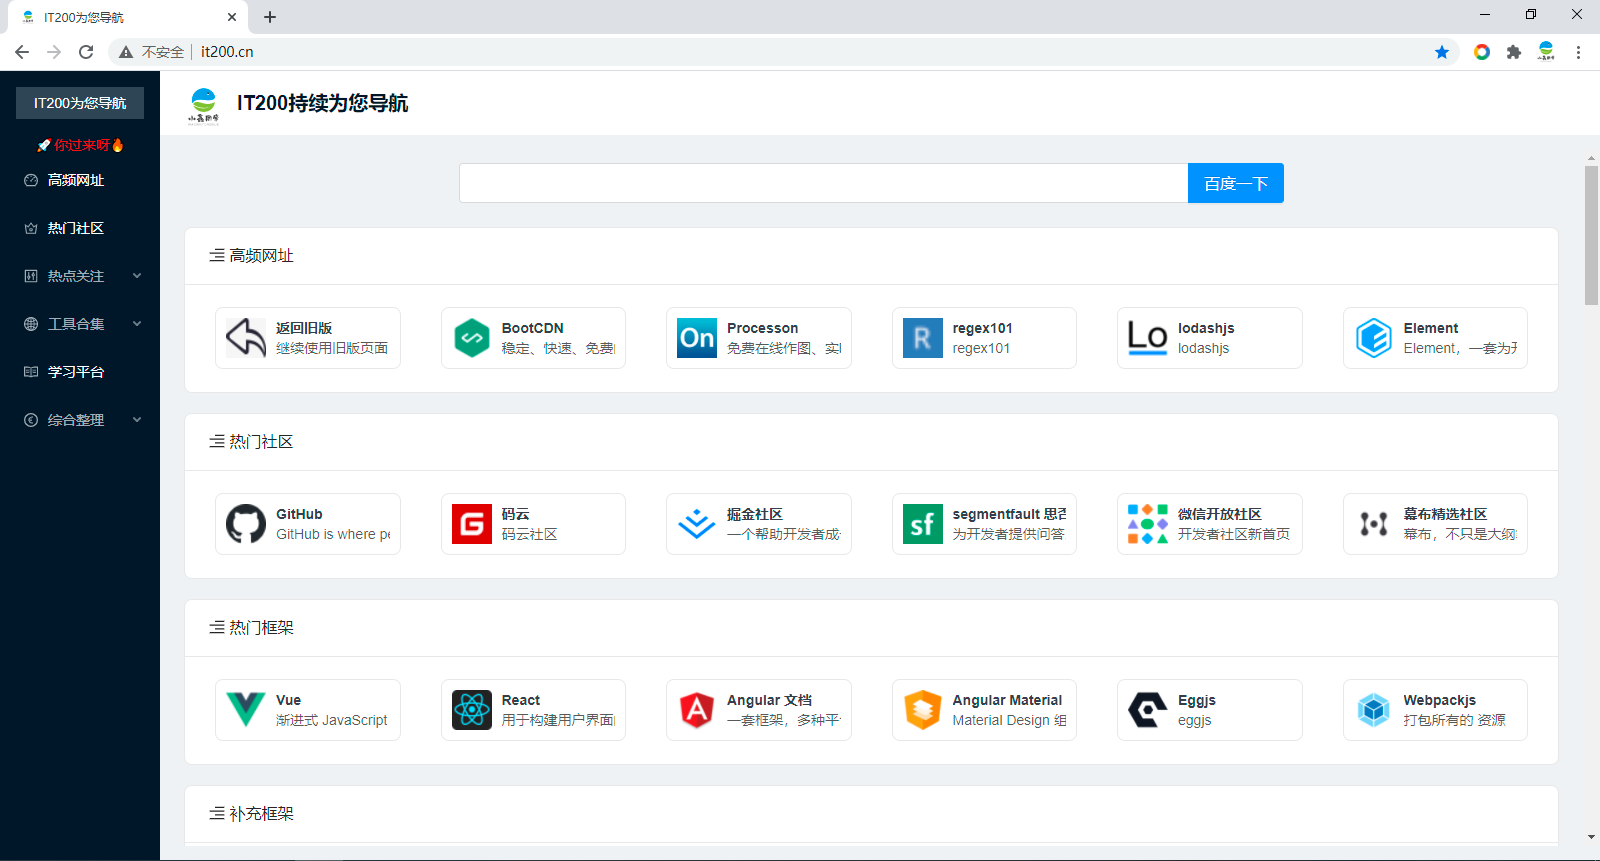 IT200为您导航
不安全
it200.cn
IT200为您导航
你过来呀
高频网址
热门社区
热点关注
工具合集
学习平台
综合整理
IT200持续为您导航
百度一下
高频网址
返回旧版
继续使用旧版页面
BootCDN
稳定、快速、免费
On
Processon
免费在线作图、实
R
regex101
regex101
Lo
lodashjs
lodashjs
Element
Element，一套为开
热门社区
GitHub
GitHub is where pe
G
码云
码云社区
掘金社区
一个帮助开发者成
sf
segmentfault 思否
为开发者提供问答
微信开放社区
开发者社区新首页
幕布精选社区
幕布，不只是大纲
热门框架
Vue
渐进式 JavaScript
React
用于构建用户界面
A
Angular 文档
一套框架，多种平
Angular Material
Material Design 组
Eggjs
eggjs
Webpackjs
打包所有的 资源
补充框架